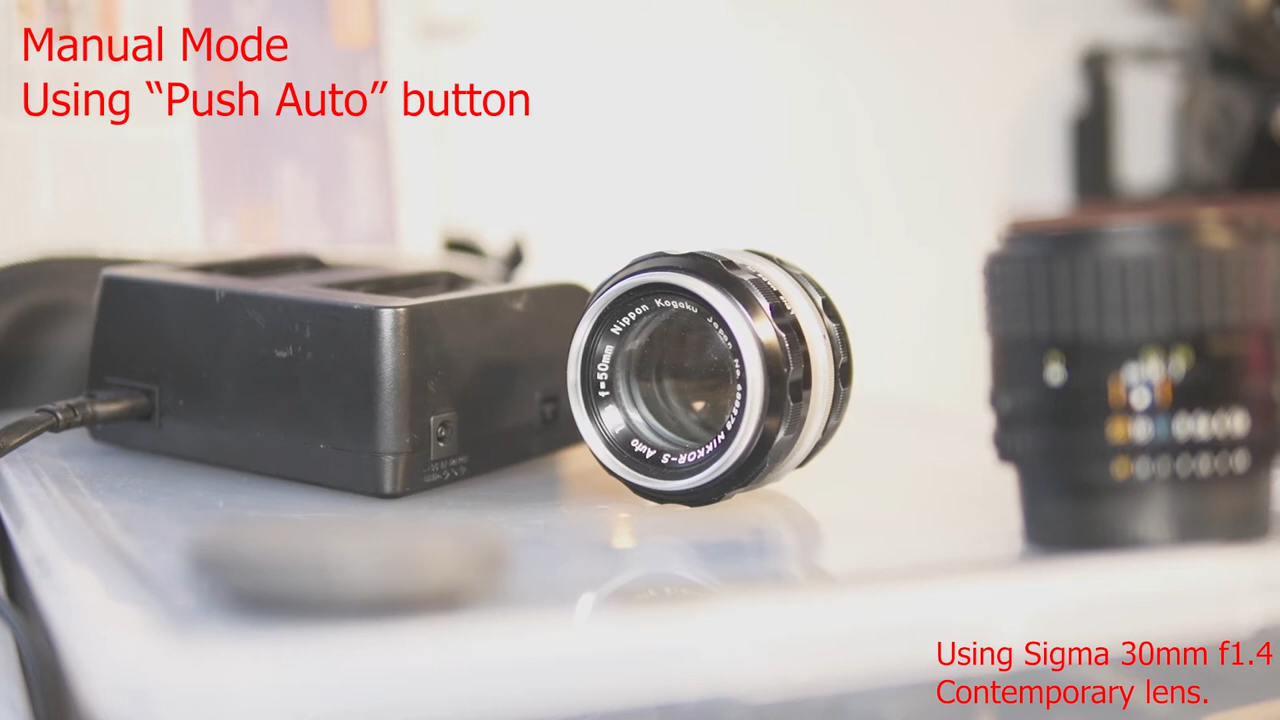 Manual Mode
Using “Push Auto” button
f=50mm Nippon Kogaku Japan No.
NIKKOR-S Auto
Using Sigma 30mm f1.4
Contemporary lens.